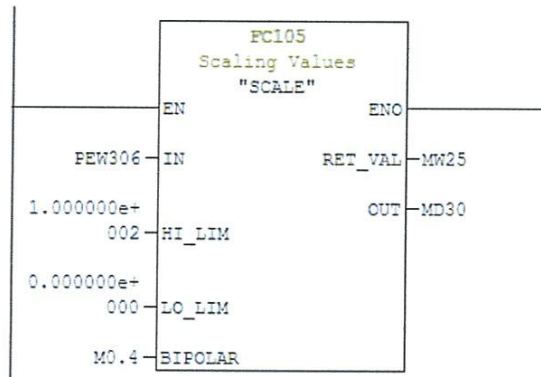 FC105
Scaling Values
"SCALE"
EN
ENO
PEW306
IN
RET_VAL
MW25
1.000000e+
002
HI_LIM
OUT
MD30
0.000000e+
000
LO_LIM
M0.4
BIPOLAR